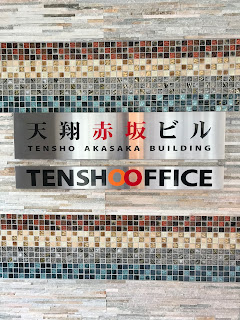 天翔赤坂ビル
TENSHO AKASAKA BUILDING
TENSHOOFFICE